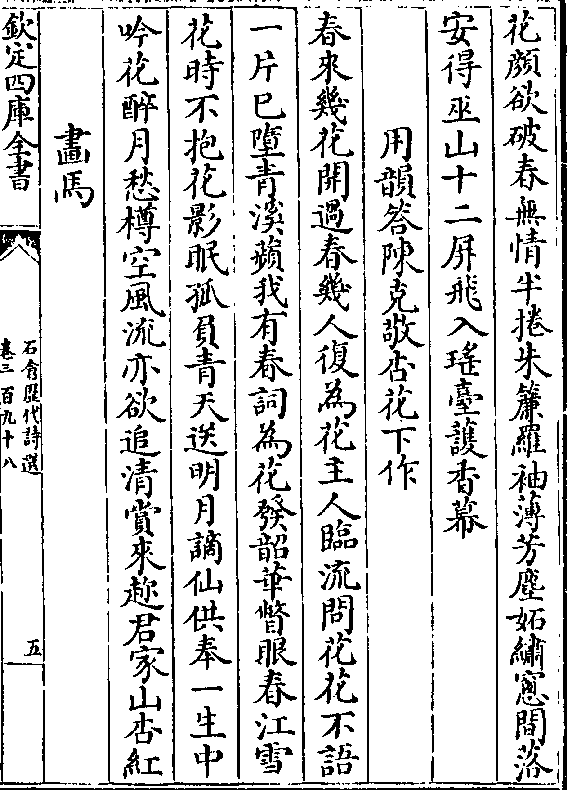 花顔欲破春無情半捲朱簾羅袖薄芳塵妬繡窓間落
安得巫山十二屏飛入瑤臺護香幕
用韻答陳克敬杏花下作
春來幾花開過春幾人復為花主人臨流問花花不語
一片已墮青溪蘋我有春詞為花發韶華瞥眼春江雪
花時不抱花影眠孤負青天送明月謫仙供奉一生中
吟花醉月愁樽空風流亦欲追清賞來趂君家山杏紅
畫馬
欽定四庫全書
石倉歷代詩選
卷三百九十八
五